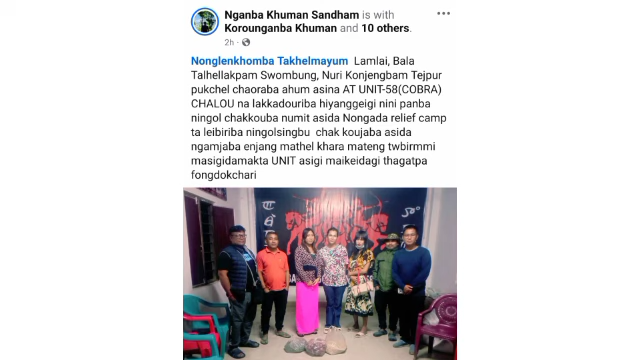 Nganba Khuman Sandham is with
Korounganba Khuman and 10 others.
2h ·
Nonglenkhomba Takhelmayum Lamlai, Bala
Talhellakpam Swombung, Nuri Konjengbam Tejpur
pukchel chaoraba ahum asina AT UNIT-58(COBRA)
CHALOU na lakkadouriba hiyanggeigi nini panba
ningol chakkouba numit asida Nongada relief camp
ta leibiriba ningolsingbu chak koujaba asida
ngamjaba enjang mathel khara mateng twbirmmi
masigidamakta UNIT asigi maikeidagi thagatpa
fongdokchari